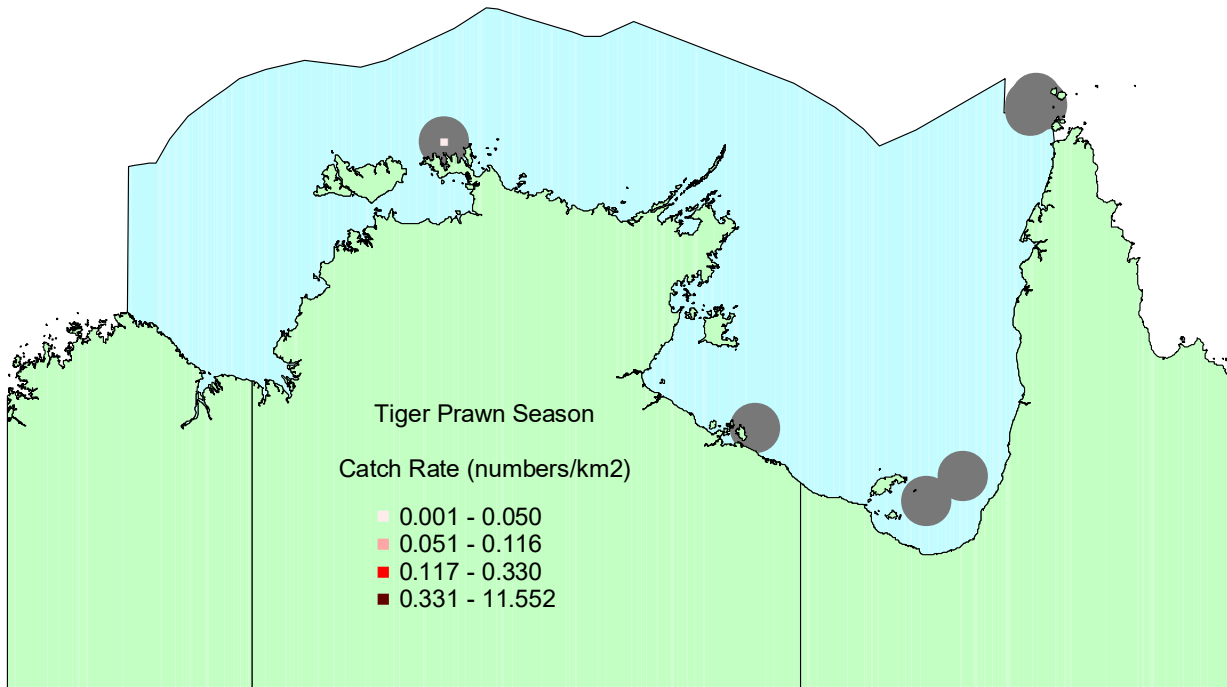 Tiger Prawn Season
Catch Rate (numbers/km2)
0.001 - 0.050
0.051 - 0.116
0.117 - 0.330
0.331 - 11.552